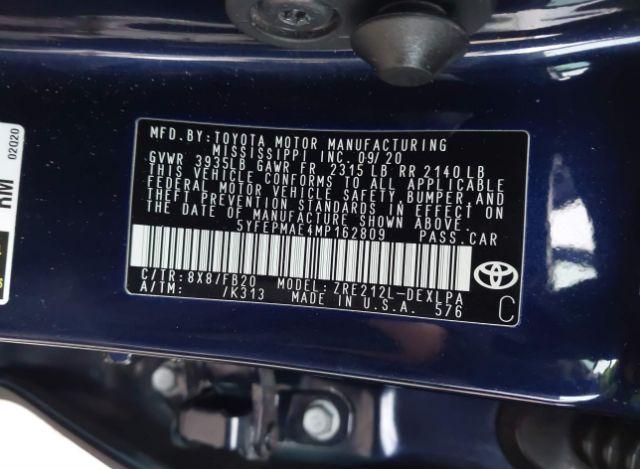 MFD. BY: TOYOTA MOTOR MANUFACTURING
MISSISSIPPI INC. 09/20
GVWR 3935LB GAWR FR 2315 LB RR 2140 LB
THIS VEHICLE CONFORMS TO ALL APPLICABLE
FEDERAL MOTOR VEHICLE SAFETY, BUMPER, AND
THEFT PREVENTION STANDARDS IN EFFECT ON
THE DATE OF MANUFACTURE SHOWN ABOVE.
5YFEPMAE4MP162809 PASS. CAR
C/TR: 8X8/FB20 MODEL: ZRE212L-DEXLPA
A/TM: /K313 MADE IN U.S.A. 576
C
02Q20
RM